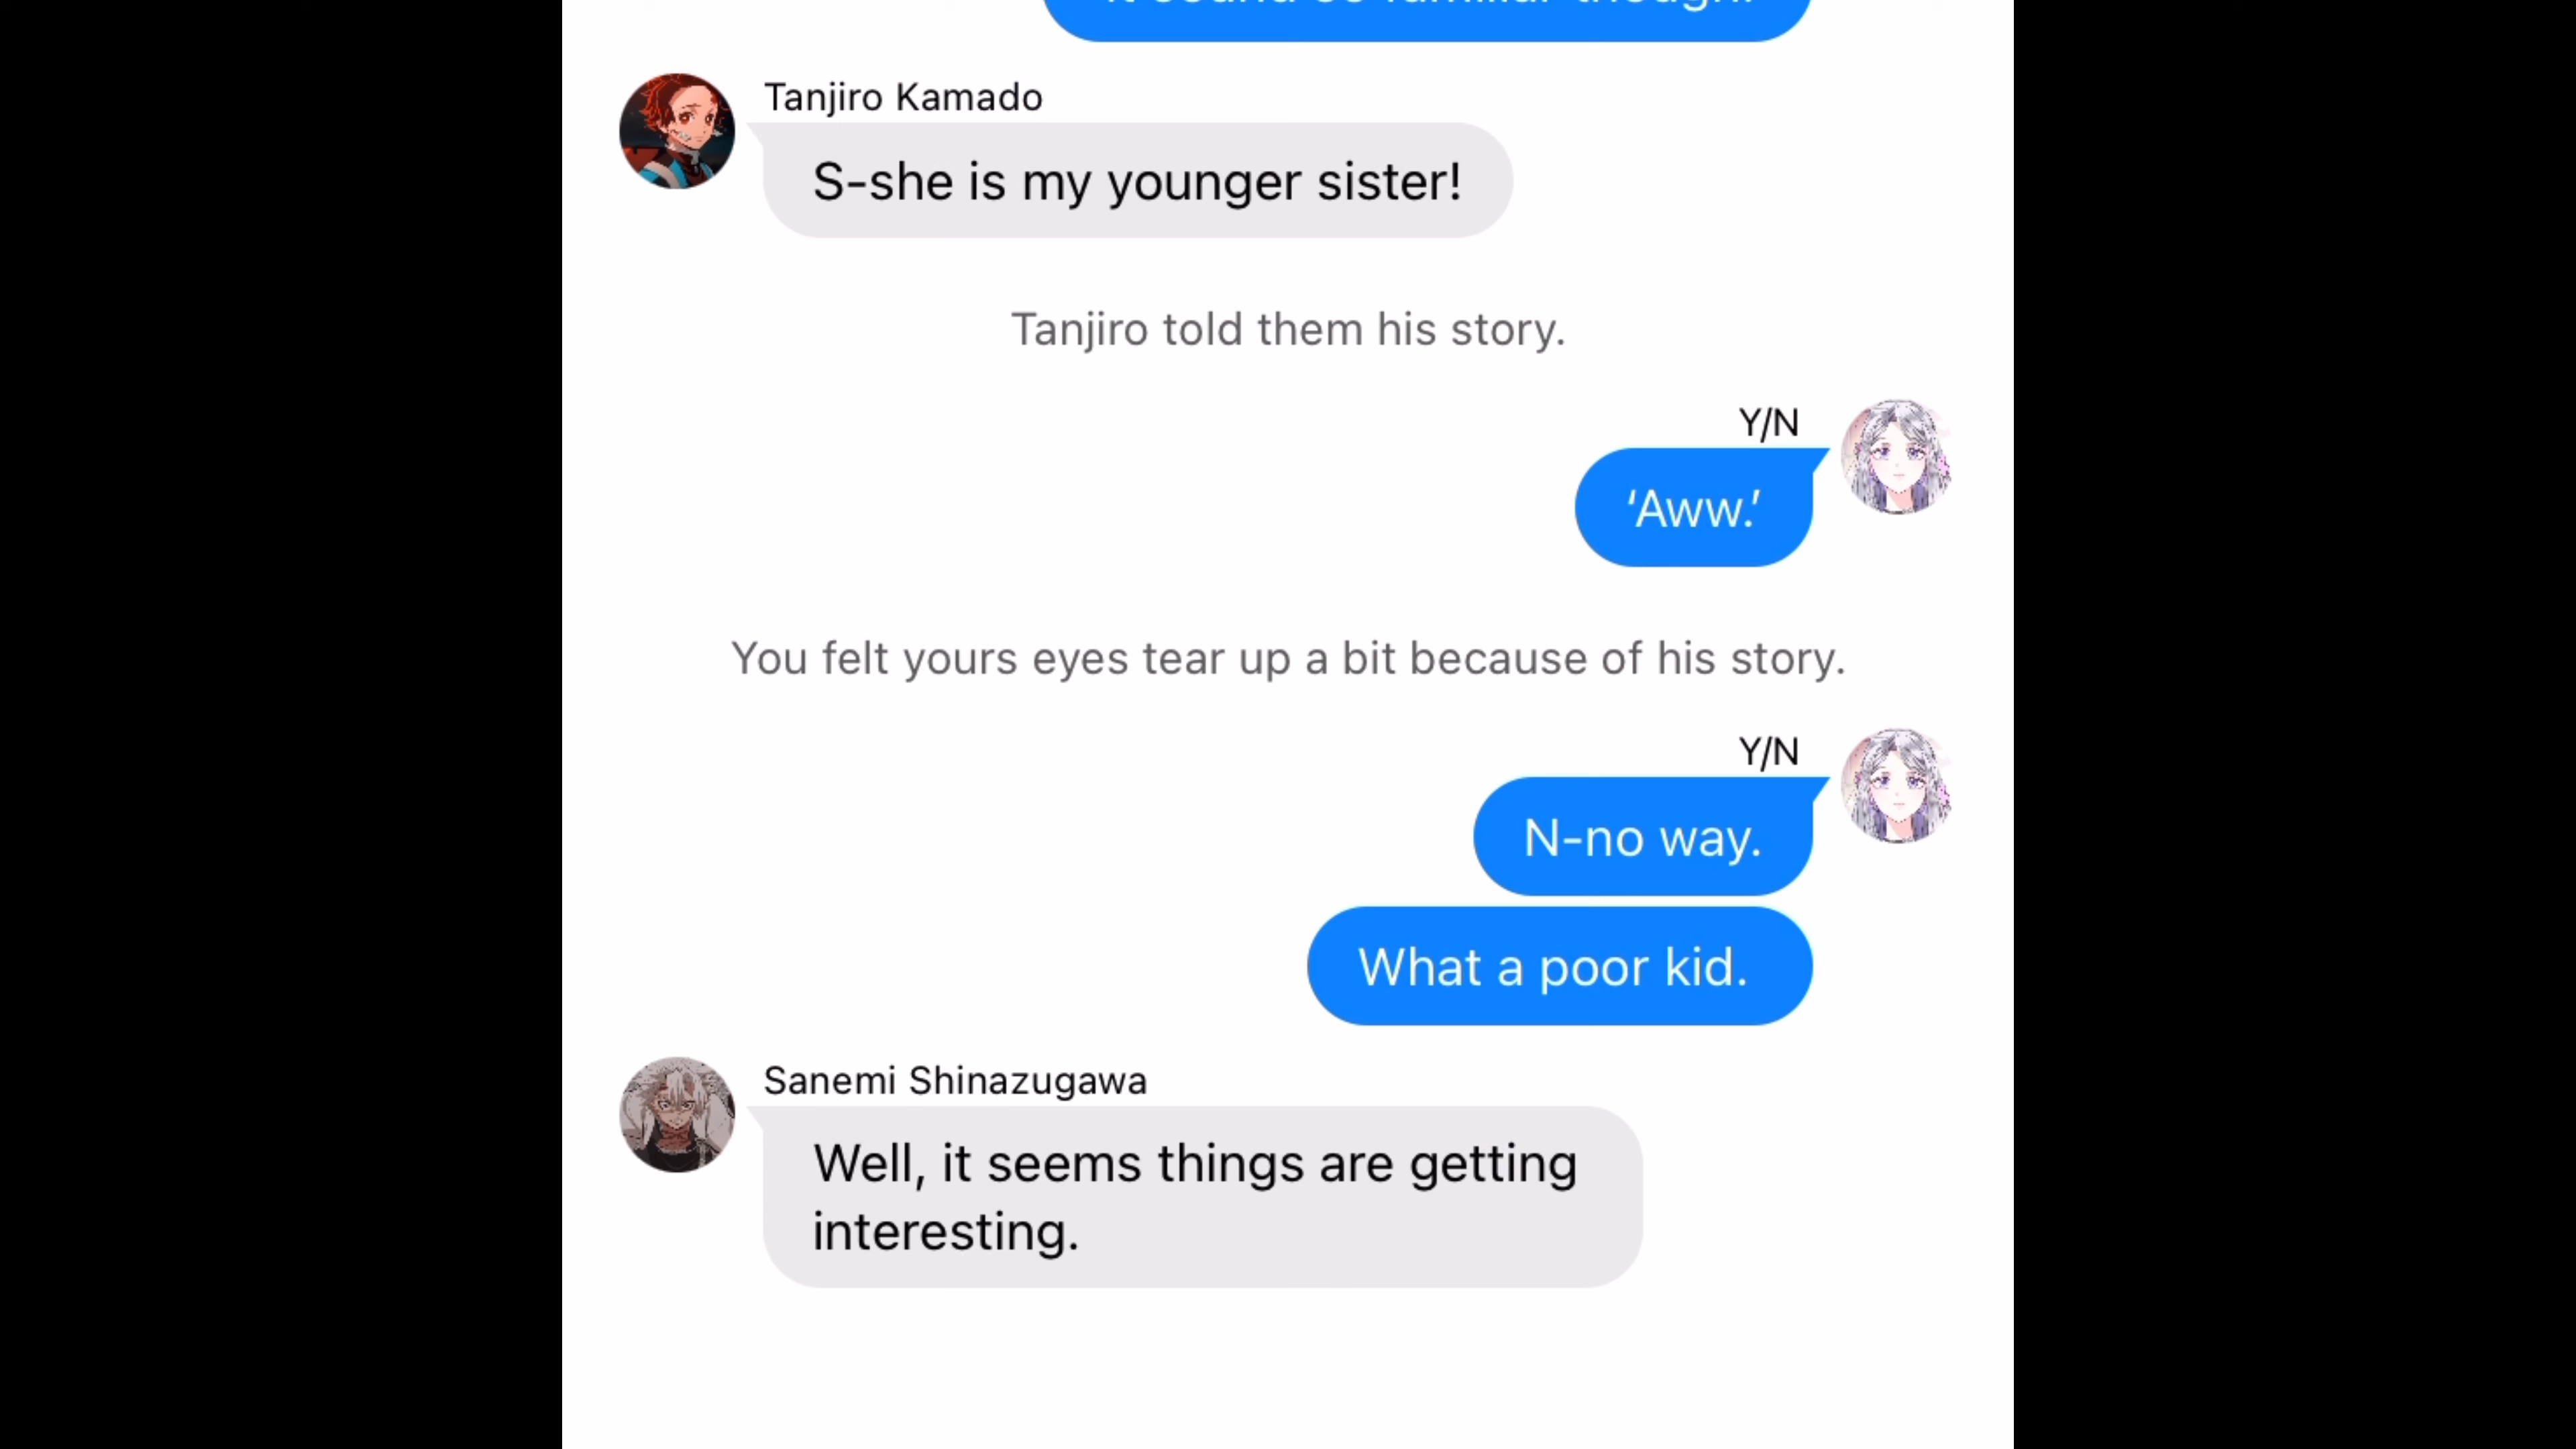 Tanjiro Kamado
S-she is my younger sister!
Tanjiro told them his story.
Y/N
‘Aww.’
You felt yours eyes tear up a bit because of his story.
Y/N
N-no way.
What a poor kid.
Sanemi Shinazugawa
Well, it seems things are getting
interesting.